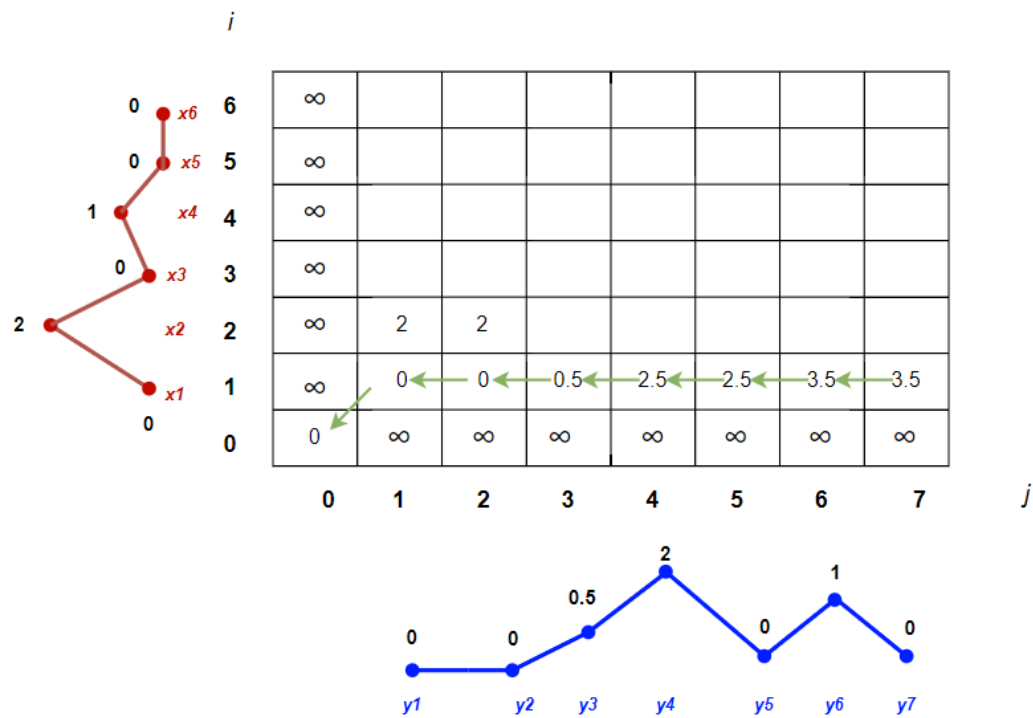 i
0 x6 6 ∞
0 x5 5 ∞
1 x4 4 ∞
0 x3 3 ∞
2 x2 2 ∞ 2 2
x1 1 ∞ 0 0 0.5 2.5 2.5 3.5 3.5
0
0 0 ∞ ∞ ∞ ∞ ∞ ∞ ∞
0 1 2 3 4 5 6 7 j
0 0 0.5 2 0 1 0
y1 y2 y3 y4 y5 y6 y7